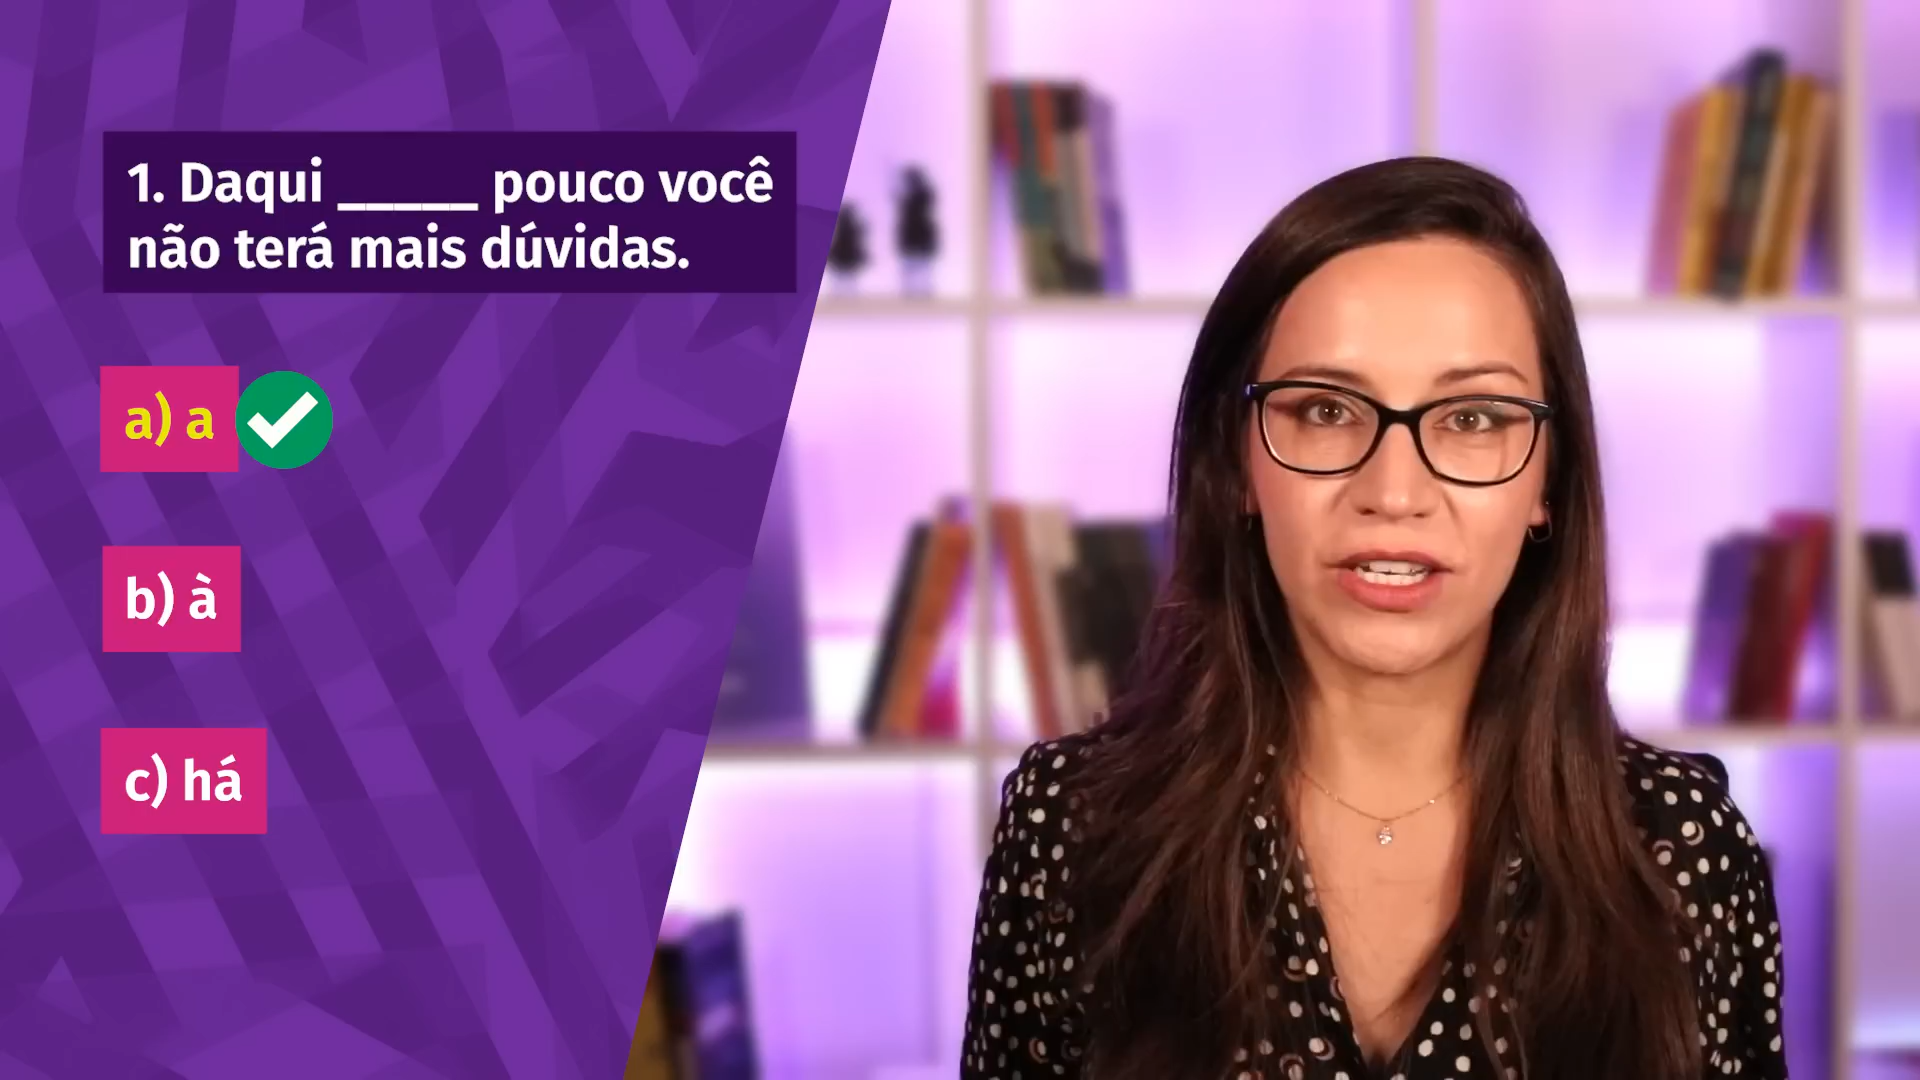 1. Daqui _____ pouco você
não terá mais dúvidas.
a) a
b) à
c) há